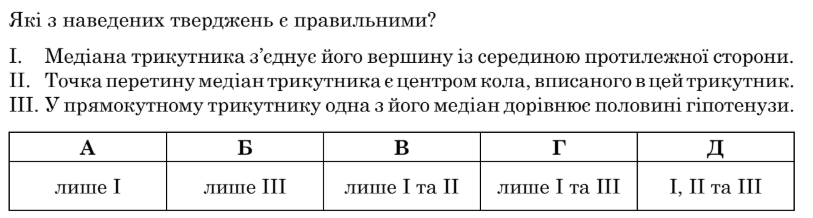 Які з наведених тверджень є правильними?
I. Медіана трикутника з’єднує його вершину із серединою протилежної сторони.
II. Точка перетину медіан трикутника є центром кола, вписаного в цей трикутник.
III. У прямокутному трикутнику одна з його медіан дорівнює половині гіпотенузи.
А Б В Г Д
лише I лише III лише I та II лише I та III I, II та III